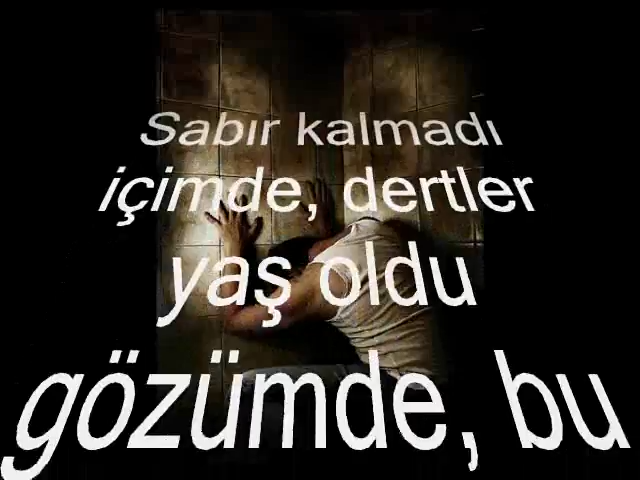 Sabır kalmadı
içimde, dertler
yaş oldu
gözümde, bu